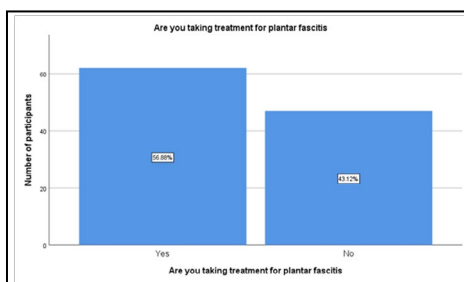 Are you taking treatment for plantar fascitis
Number of participants
60
40
20
0
56.88%
43.12%
Yes
No
Are you taking treatment for plantar fascitis